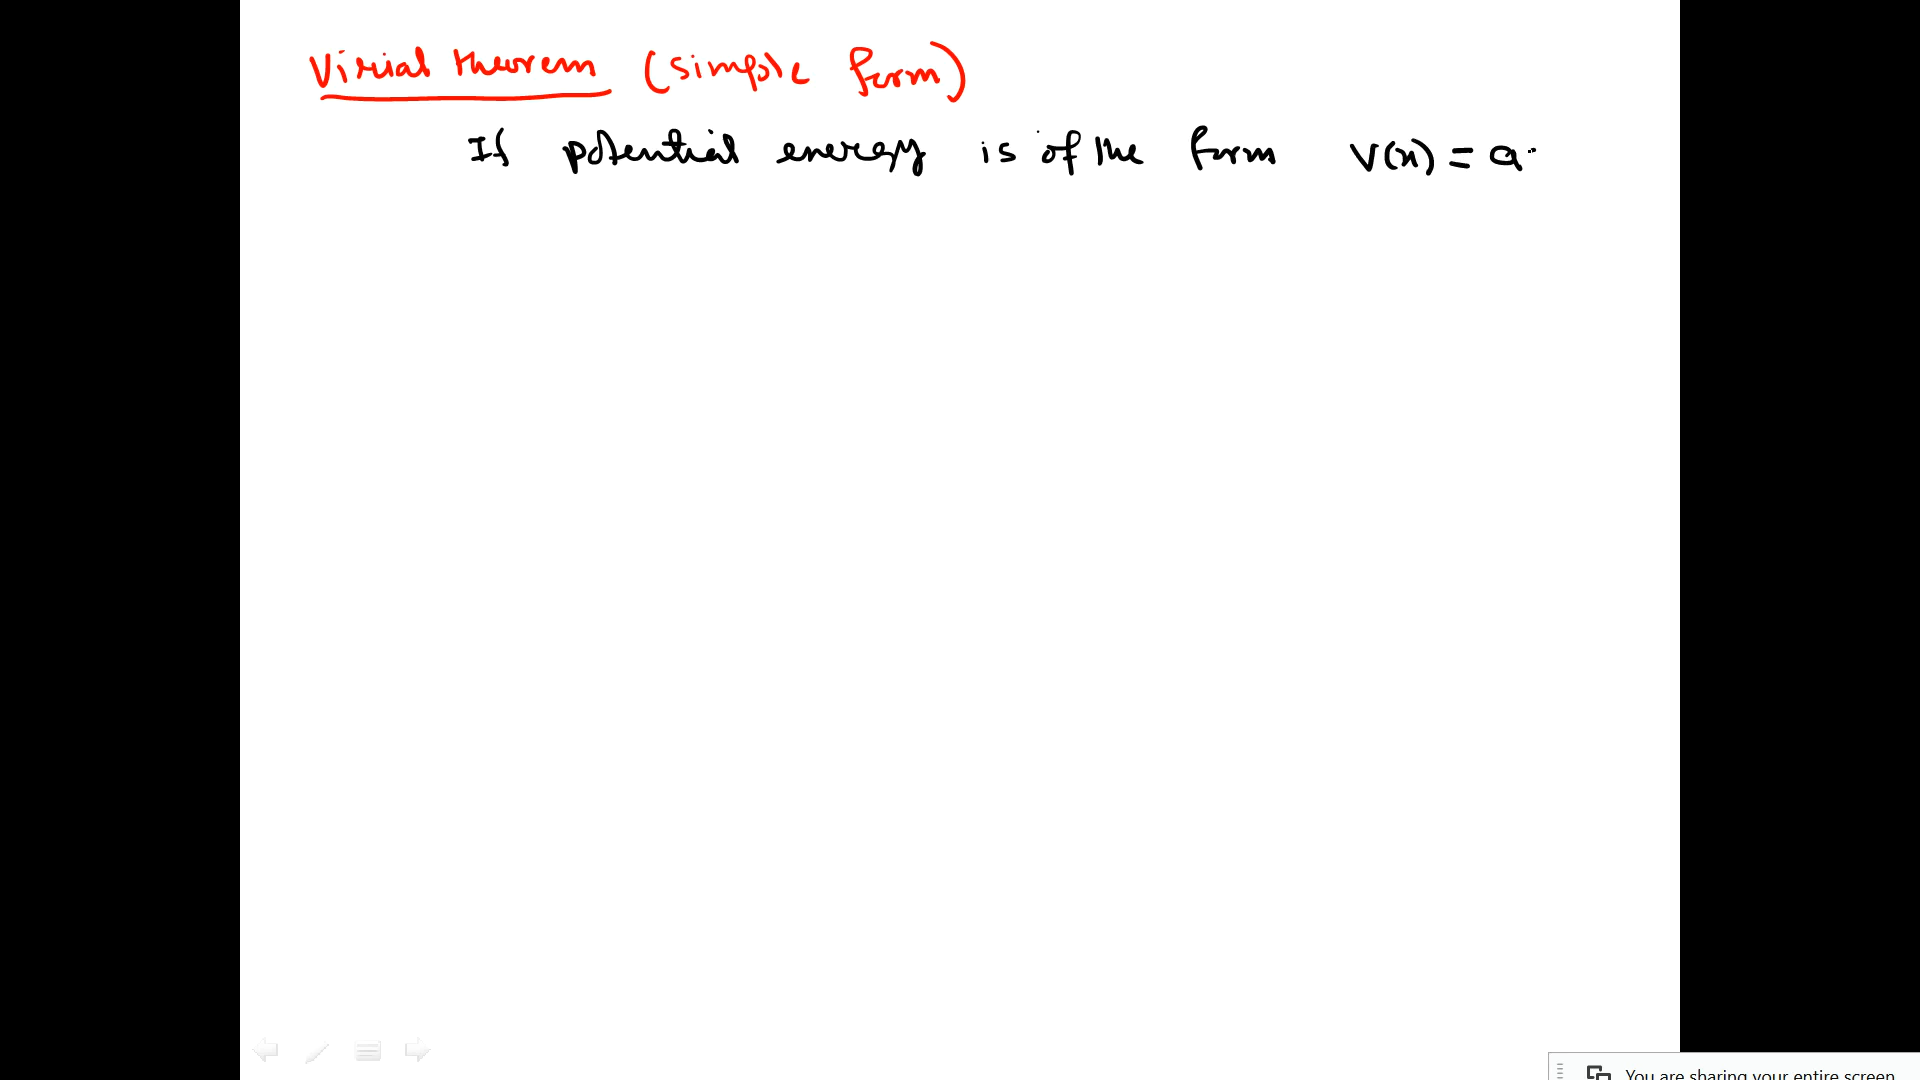 Virial theorem (simple form)
If potential energy is of the form V(x) = a
You are sharing your entire screen